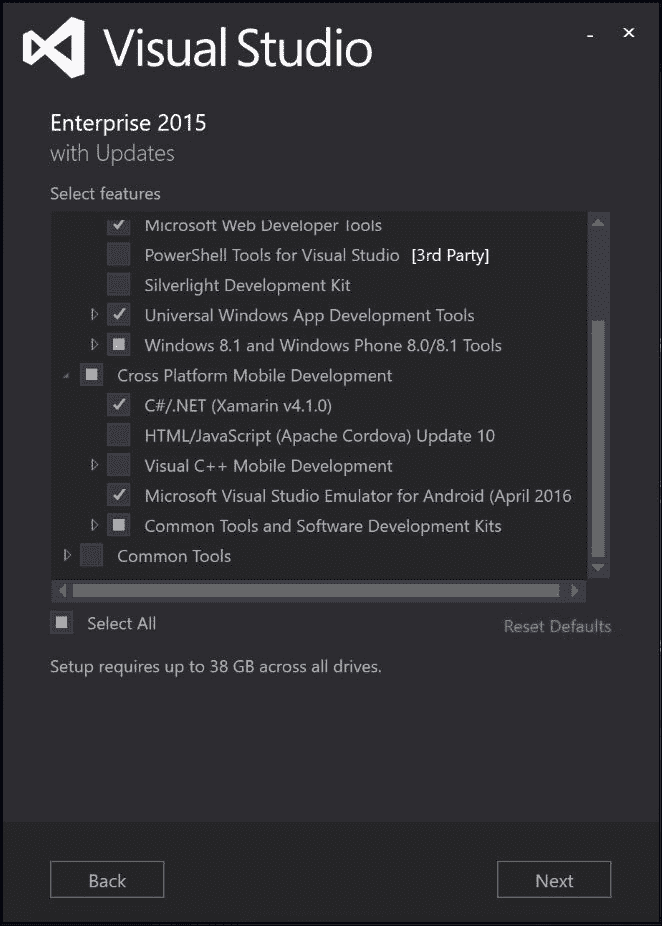 Visual Studio
Enterprise 2015
with Updates
Select features
Microsoft Web Developer Tools
PowerShell Tools for Visual Studio [3rd Party]
Silverlight Development Kit
Universal Windows App Development Tools
Windows 8.1 and Windows Phone 8.0/8.1 Tools
Cross Platform Mobile Development
C#/.NET (Xamarin v4.1.0)
HTML/JavaScript (Apache Cordova) Update 10
Visual C++ Mobile Development
Microsoft Visual Studio Emulator for Android (April 2016
Common Tools and Software Development Kits
Common Tools
Select All
Reset Defaults
Setup requires up to 38 GB across all drives.
Back
Next